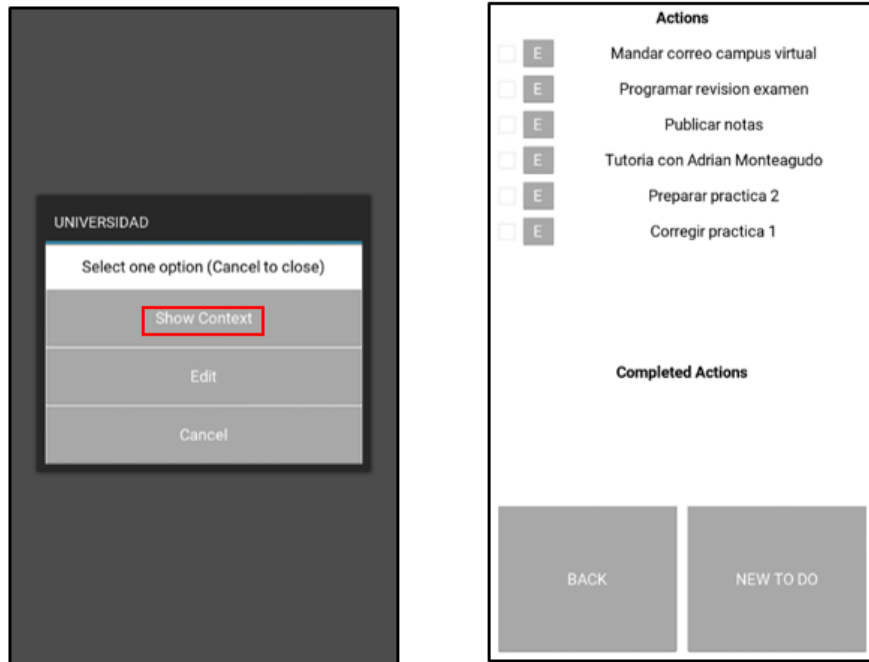 UNIVERSIDAD
Select one option (Cancel to close)
Show Context
Edit
Cancel
Actions
E Mandar correo campus virtual
E Programar revision examen
E Publicar notas
E Tutoria con Adrian Monteagudo
E Preparar practica 2
E Corregir practica 1
Completed Actions
BACK NEW TO DO